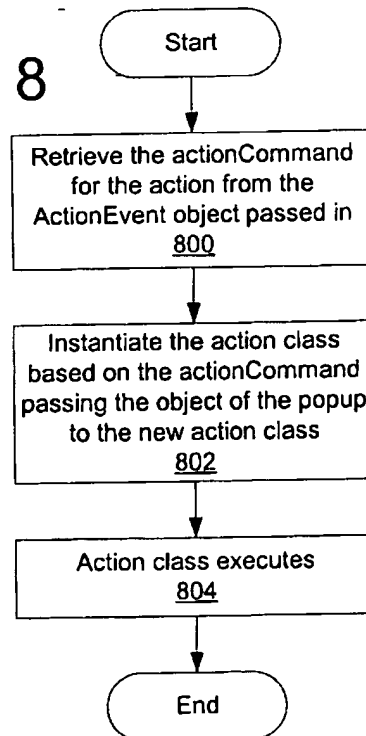 Start
8
Retrieve the actionCommand
for the action from the
ActionEvent object passed in
800
Instantiate the action class
based on the actionCommand
passing the object of the popup
to the new action class
802
Action class executes
804
End